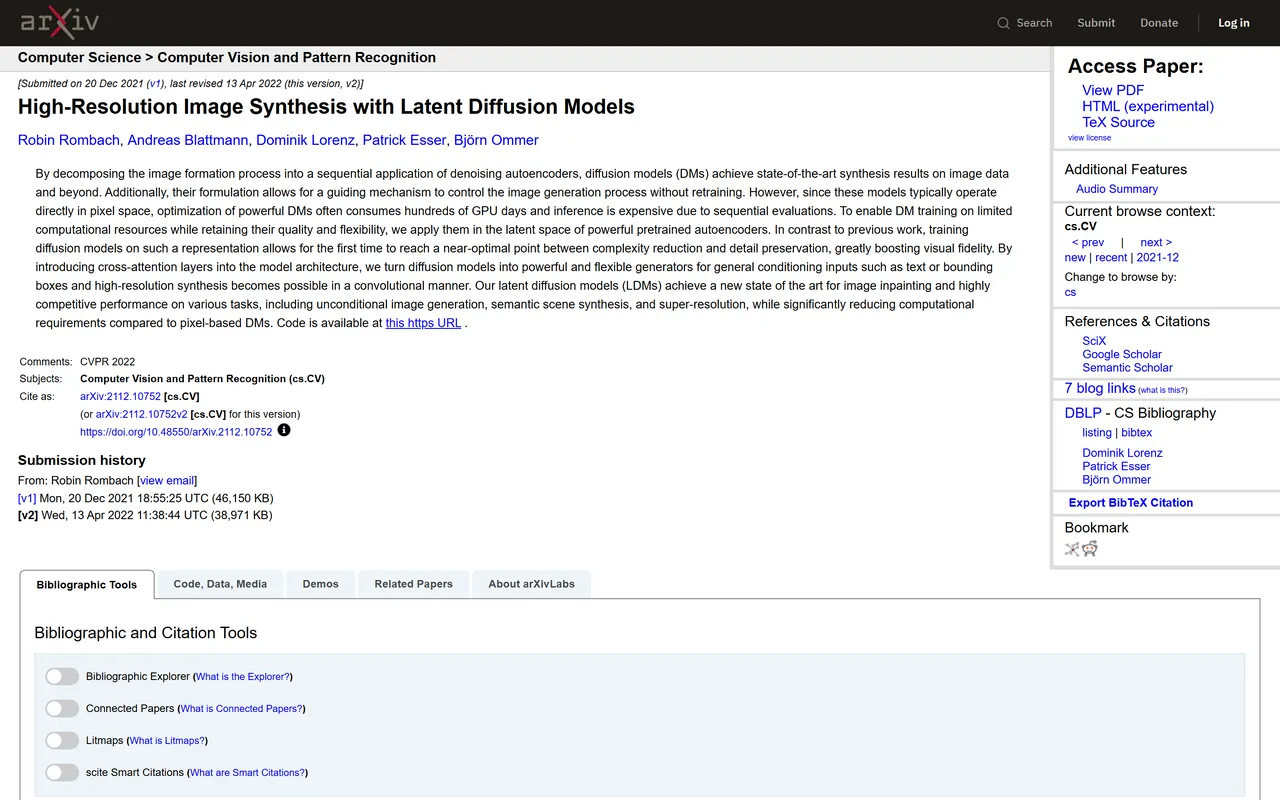 arXiv
Search
Submit
Donate
Log in
Computer Science > Computer Vision and Pattern Recognition
[Submitted on 20 Dec 2021 (v1), last revised 13 Apr 2022 (this version, v2)]
High-Resolution Image Synthesis with Latent Diffusion Models
Robin Rombach, Andreas Blattmann, Dominik Lorenz, Patrick Esser, Björn Ommer
By decomposing the image formation process into a sequential application of denoising autoencoders, diffusion models (DMs) achieve state-of-the-art synthesis results on image data
and beyond. Additionally, their formulation allows for a guiding mechanism to control the image generation process without retraining. However, since these models typically operate
directly in pixel space, optimization of powerful DMs often consumes hundreds of GPU days and inference is expensive due to sequential evaluations. To enable DM training on limited
computational resources while retaining their quality and flexibility, we apply them in the latent space of powerful pretrained autoencoders. In contrast to previous work, training
diffusion models on such a representation allows for the first time to reach a near-optimal point between complexity reduction and detail preservation, greatly boosting visual fidelity. By
introducing cross-attention layers into the model architecture, we turn diffusion models into powerful and flexible generators for general conditioning inputs such as text or bounding
boxes and high-resolution synthesis becomes possible in a convolutional manner. Our latent diffusion models (LDMs) achieve a new state of the art for image inpainting and highly
competitive performance on various tasks, including unconditional image generation, semantic scene synthesis, and super-resolution, while significantly reducing computational
requirements compared to pixel-based DMs. Code is available at this https URL .
Comments: CVPR 2022
Subjects: Computer Vision and Pattern Recognition (cs.CV)
Cite as: arXiv:2112.10752 [cs.CV]
(or arXiv:2112.10752v2 [cs.CV] for this version)
https://doi.org/10.48550/arXiv.2112.10752
Submission history
From: Robin Rombach [view email]
[v1] Mon, 20 Dec 2021 18:55:25 UTC (46,150 KB)
[v2] Wed, 13 Apr 2022 11:38:44 UTC (38,971 KB)
Access Paper:
View PDF
HTML (experimental)
TeX Source
view license
Additional Features
Audio Summary
Current browse context:
cs.CV
< prev | next >
new | recent | 2021-12
Change to browse by:
cs
References & Citations
SciX
Google Scholar
Semantic Scholar
7 blog links (what is this?)
DBLP - CS Bibliography
listing | bibtex
Dominik Lorenz
Patrick Esser
Björn Ommer
Export BibTeX Citation
Bookmark
Bibliographic Tools
Code, Data, Media
Demos
Related Papers
About arXivLabs
Bibliographic and Citation Tools
Bibliographic Explorer (What is the Explorer?)
Connected Papers (What is Connected Papers?)
Litmaps (What is Litmaps?)
scite Smart Citations (What are Smart Citations?)